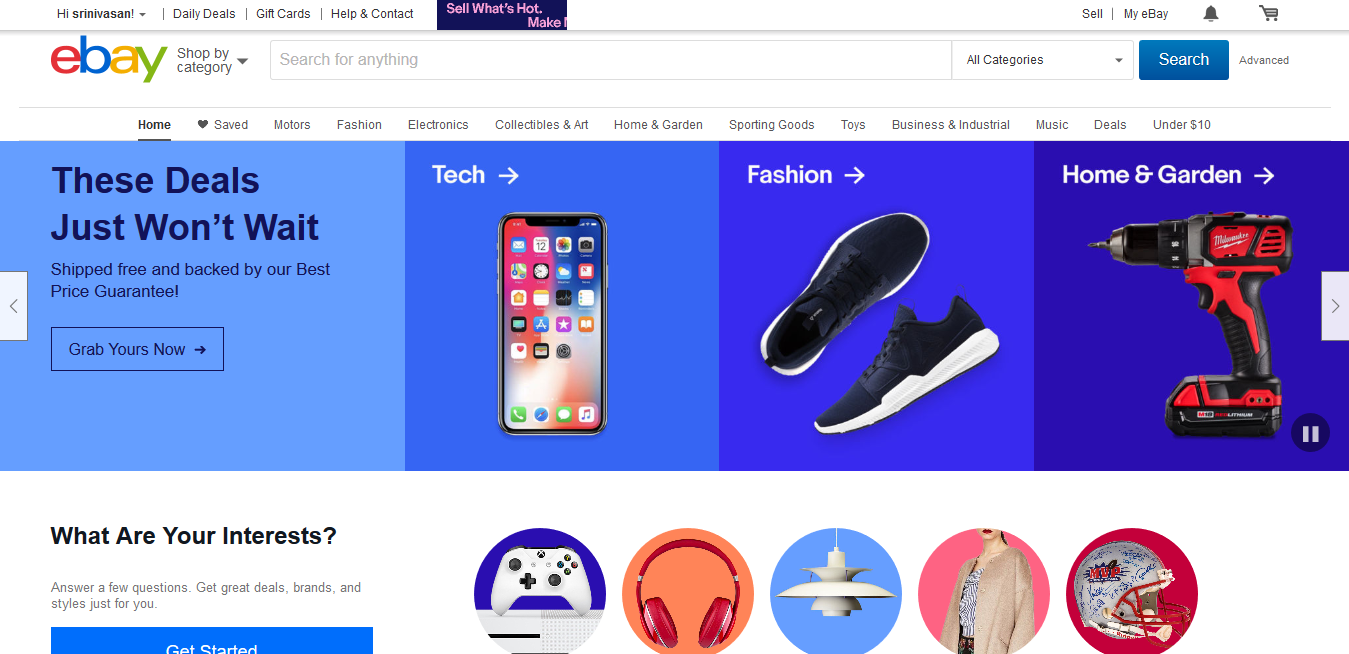 Hi srinivasan!
Daily Deals
Gift Cards
Help & Contact
Sell What's Hot.
Make
Sell
My eBay
ebay
Shop by
category
Search for anything
All Categories
Search
Advanced
Home
Saved
Motors
Fashion
Electronics
Collectibles & Art
Home & Garden
Sporting Goods
Toys
Business & Industrial
Music
Deals
Under $10
These Deals
Just Won't Wait
Shipped free and backed by our Best
Price Guarantee!
Grab Yours Now →
Tech →
Fashion →
Home & Garden →
Milwaukee
M18 REDLITHIUM
What Are Your Interests?
Answer a few questions. Get great deals, brands, and
styles just for you.
Get Started
MVP